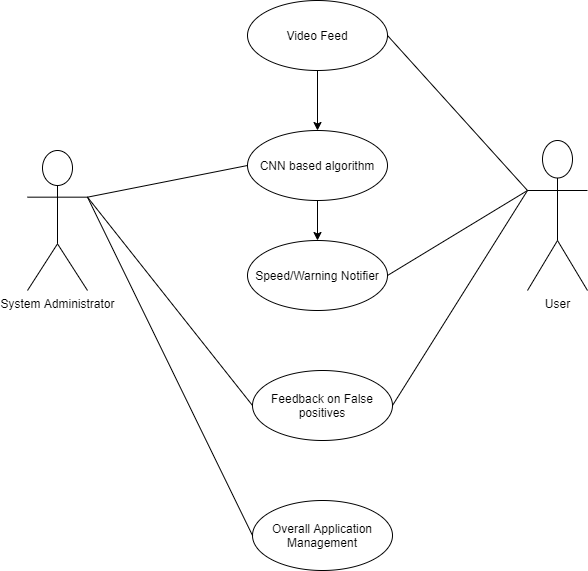 Video Feed
CNN based algorithm
Speed/Warning Notifier
System Administrator
User
Feedback on False
positives
Overall Application
Management